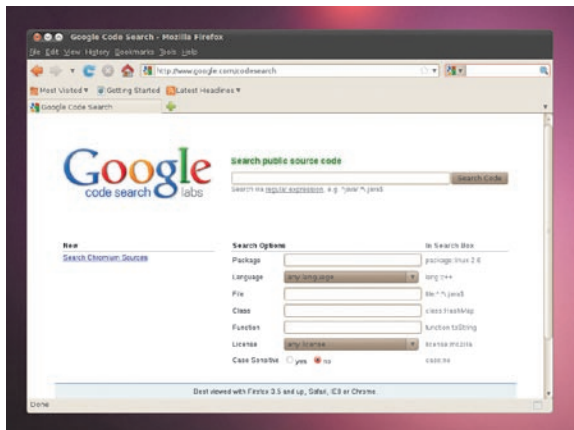 Google Code Search - Mozilla Firefox
File Edit View History Bookmarks Tools Help
http://www.google.com/codesearch
Most Visited Getting Started Latest Headlines
Google Code Search
Google
code search labs
Search public source code
Search Code
Search via regular expression, e.g.
New
Search Options
In Search Box
Search Chromium Sources
Package
package:linux-2.6
Language
any language
lang:c++
File
Class
class:HashMap
Function
function:toString
License
any license
license:mozilla
Case Sensitive yes no
case:no
Best viewed with Firefox 3.5 and up, Safari, IE8 or Chrome.
Done